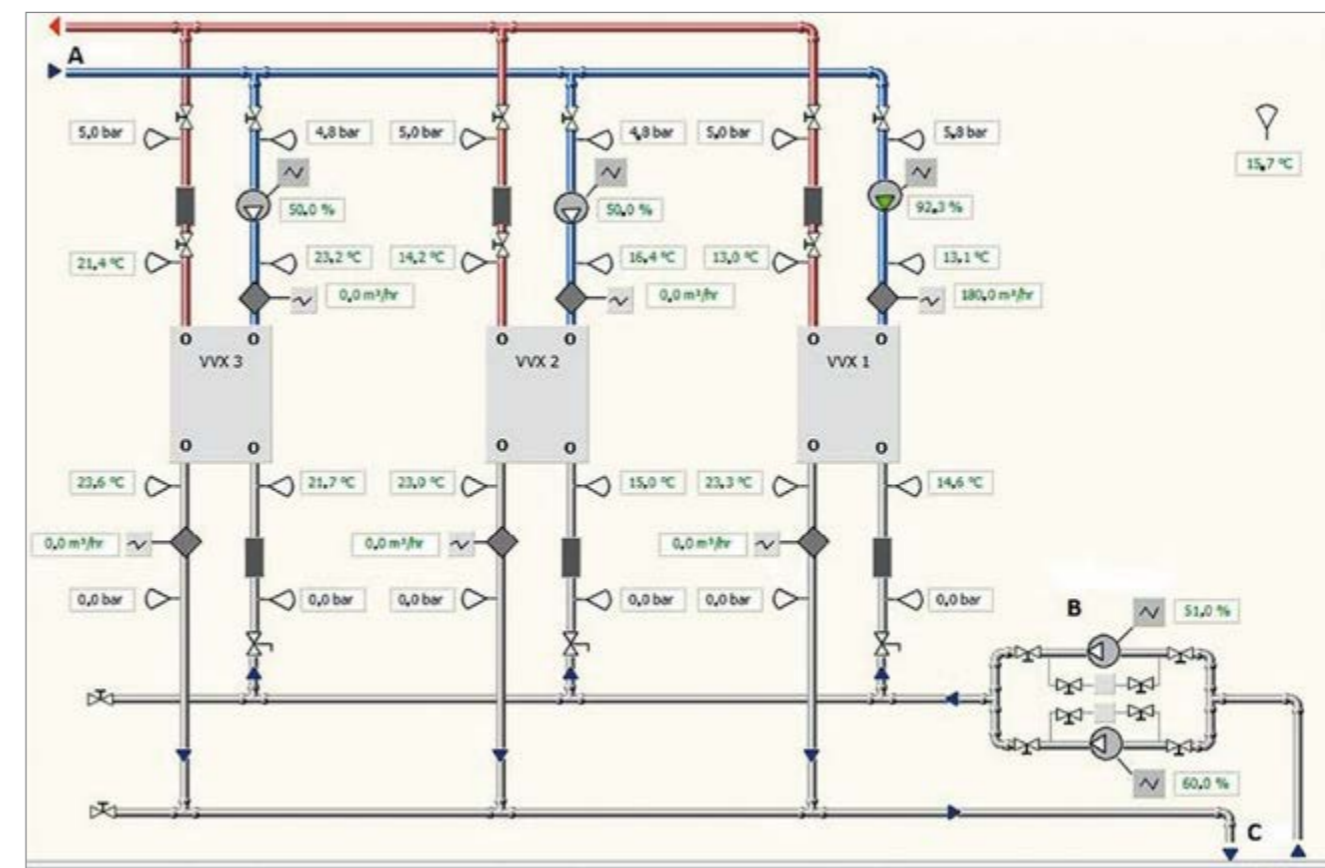 A
5,0 bar
4,8 bar
5,0 bar
4,8 bar
5,0 bar
5,8 bar
15,7 °C
50,0 %
50,0 %
92,3 %
21,4 °C
23,2 °C
14,2 °C
16,4 °C
13,0 °C
13,1 °C
0,0 m³/hr
0,0 m³/hr
180,0 m³/hr
VVX 3
VVX 2
VVX 1
23,6 °C
21,7 °C
23,0 °C
15,0 °C
23,3 °C
14,6 °C
0,0 m³/hr
0,0 m³/hr
0,0 m³/hr
0,0 bar
0,0 bar
0,0 bar
0,0 bar
0,0 bar
0,0 bar
B
51,0 %
60,0 %
C